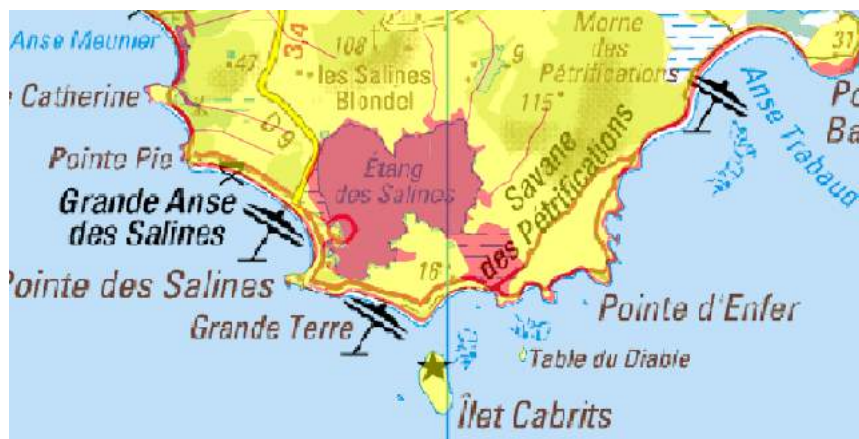 Anse Meunier
108
D 34
47
les Salines
Blondel
9
Morne
des
Pétrifications
115
31
Catherine
D9
Pointe Pie
Étang
des Salines
Savane
des Pétrifications
Anse Trabaud
Grande Anse
des Salines
Pointe des Salines
16
Grande Terre
Pointe d'Enfer
Table du Diable
Îlet Cabrits